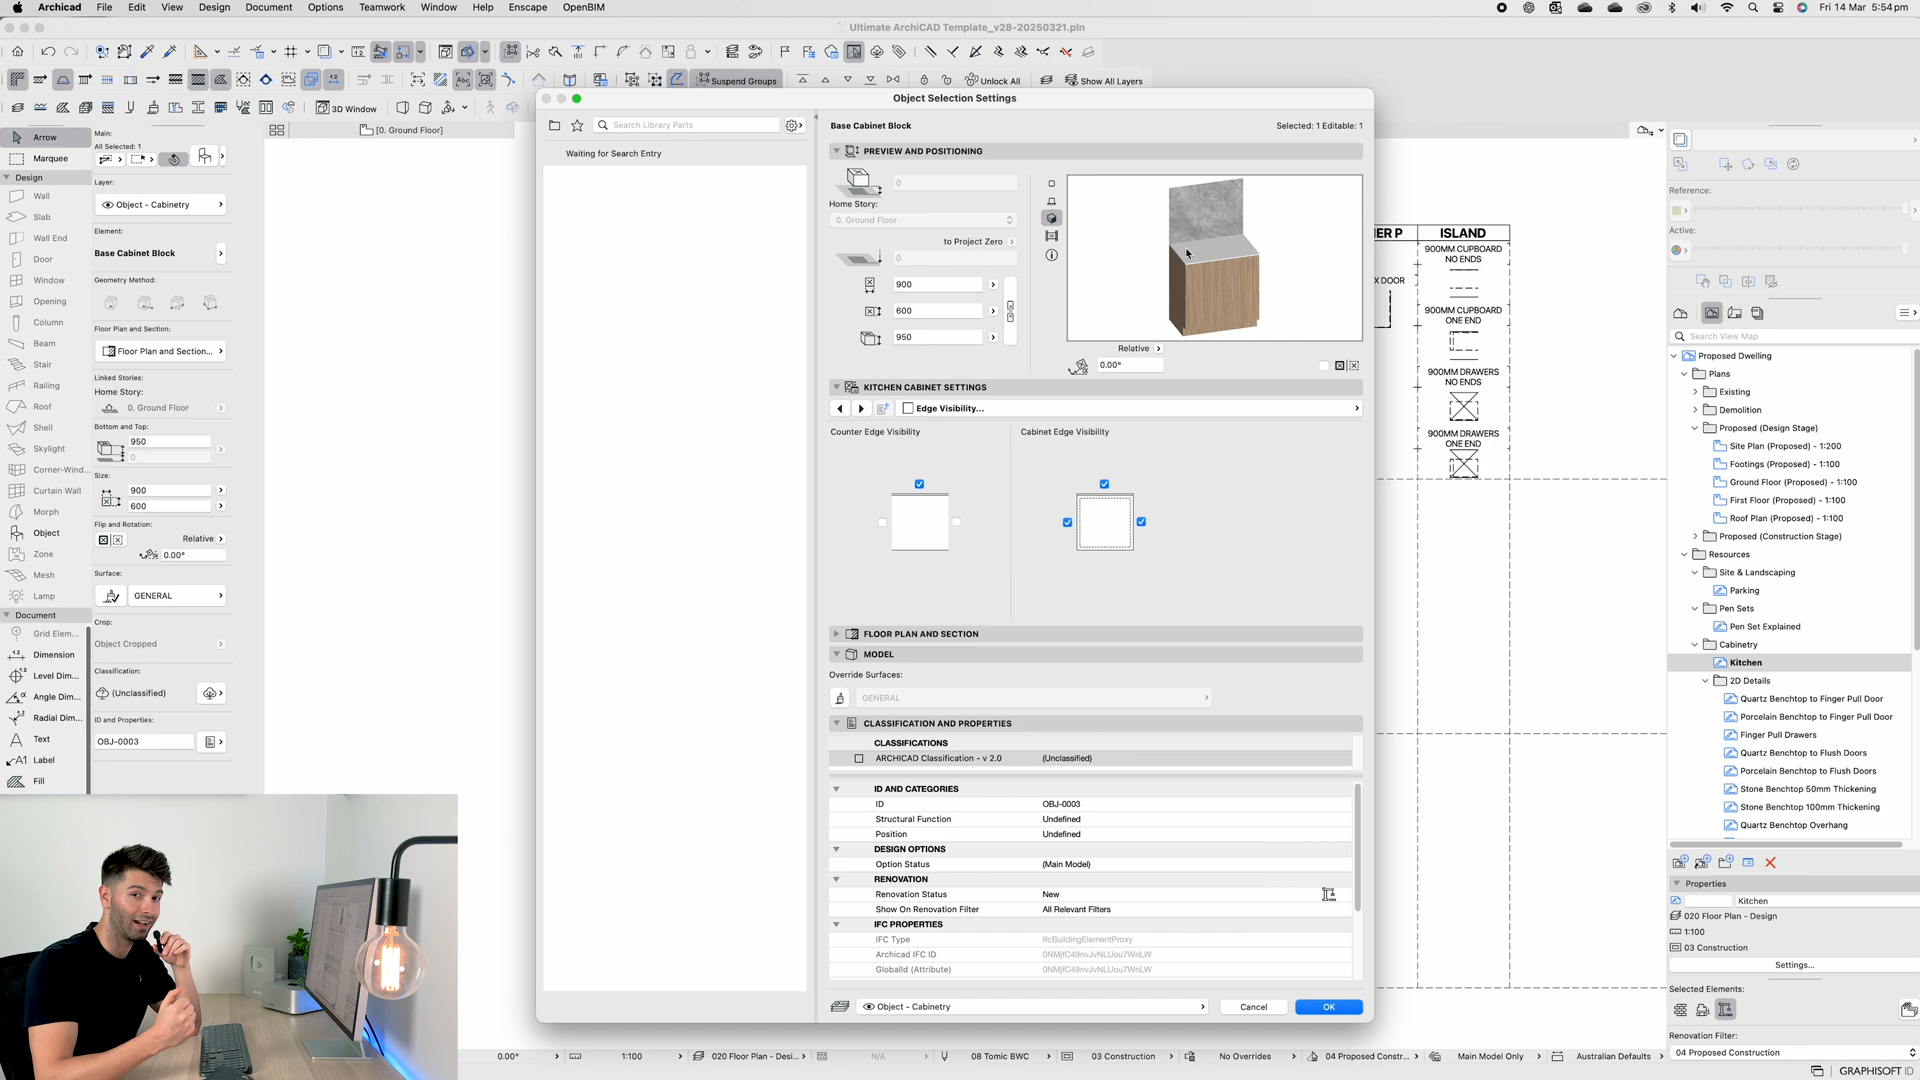 Archicad File Edit View Design Document Options Teamwork Window Help Enscape OpenBIM
Fri 14 Mar 5:54 pm
Ultimate ArchiCAD Template_v28-20250321.pln
Suspend Groups
Unlock All
Show All Layers
3D Window
[0. Ground Floor]
Arrow
Marquee
Design
Wall
Slab
Wall End
Door
Window
Opening
Column
Beam
Stair
Railing
Roof
Shell
Skylight
Corner-Wind...
Curtain Wall
Morph
Object
Zone
Mesh
Lamp
Document
Grid Elem...
Dimension
Level Dim...
Angle Dim...
Radial Dim...
Text
Label
Fill
Main:
All Selected: 1
Layer:
Object - Cabinetry
Element:
Base Cabinet Block
Geometry Method:
Floor Plan and Section:
Floor Plan and Section...
Linked Stories:
Home Story:
0. Ground Floor
Bottom and Top:
950
0
Size:
900
600
Flip and Rotation:
Relative
0.00°
Surface:
GENERAL
Crop:
Object Cropped
Classification:
(Unclassified)
ID and Properties:
OBJ-0003
Object Selection Settings
Search Library Parts
Waiting for Search Entry
Base Cabinet Block
Selected: 1 Editable: 1
PREVIEW AND POSITIONING
0
Home Story:
0. Ground Floor
to Project Zero
0
900
600
950
Relative
0.00°
KITCHEN CABINET SETTINGS
Edge Visibility...
Counter Edge Visibility
Cabinet Edge Visibility
FLOOR PLAN AND SECTION
MODEL
Override Surfaces:
GENERAL
CLASSIFICATION AND PROPERTIES
CLASSIFICATIONS
ARCHICAD Classification - v 2.0 (Unclassified)
ID AND CATEGORIES
ID OBJ-0003
Structural Function Undefined
Position Undefined
DESIGN OPTIONS
Option Status (Main Model)
RENOVATION
Renovation Status New
Show On Renovation Filter All Relevant Filters
IFC PROPERTIES
IFC Type IfcBuildingElementProxy
Archicad IFC ID 0NMjfC49nvJvNLUou7WnLW
GlobalId (Attribute) 0NMjfC49nvJvNLUou7WnLW
Object - Cabinetry
Cancel
OK
ER P
ISLAND
900MM CUPBOARD
NO ENDS
X DOOR
900MM CUPBOARD
ONE END
900MM DRAWERS
NO ENDS
900MM DRAWERS
ONE END
Reference:
Active:
Search View Map
Proposed Dwelling
Plans
Existing
Demolition
Proposed (Design Stage)
Site Plan (Proposed) - 1:200
Footings (Proposed) - 1:100
Ground Floor (Proposed) - 1:100
First Floor (Proposed) - 1:100
Roof Plan (Proposed) - 1:100
Proposed (Construction Stage)
Resources
Site & Landscaping
Parking
Pen Sets
Pen Set Explained
Cabinetry
Kitchen
2D Details
Quartz Benchtop to Finger Pull Door
Porcelain Benchtop to Finger Pull Door
Finger Pull Drawers
Quartz Benchtop to Flush Doors
Porcelain Benchtop to Flush Doors
Stone Benchtop 50mm Thickening
Stone Benchtop 100mm Thickening
Quartz Benchtop Overhang
Properties
Kitchen
020 Floor Plan - Design
1:100
03 Construction
Settings...
Selected Elements:
Renovation Filter:
04 Proposed Construction
0.00° 1:100 020 Floor Plan - Desi... N/A 08 Tomic BWC 03 Construction No Overrides 04 Proposed Constr... Main Model Only Australian Defaults
GRAPHISOFT ID